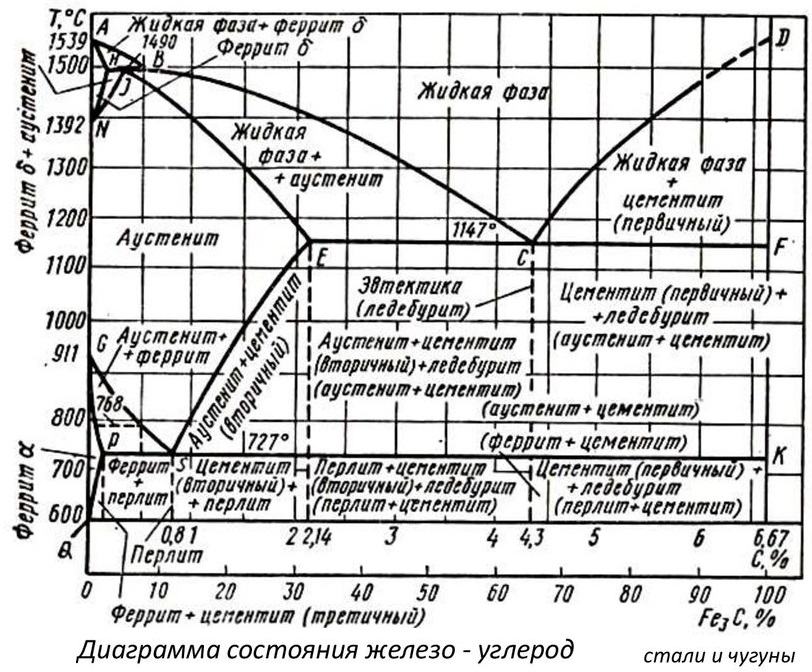 T,°C
A
Жидкая фаза + феррит δ
1539
1490
Феррит δ
D
1500
H
B
J
Жидкая фаза
1392
N
Жидкая
фаза+
+аустенит
1300
Жидкая фаза
+
цементит
(первичный)
Феррит δ + аустенит
1200
1147°
Аустенит
E
C
F
1100
Эвтектика
(ледебурит)
Цементит (первичный)+
+ледебурит
(аустенит+цементит)
1000
G
911
Аустенит+
+феррит
Аустенит+цементит
(вторичный)
Аустенит+цементит
(вторичный)+ледебурит
(аустенит+цементит)
(аустенит+цементит)
800
768
727°
(феррит+цементит)
P
K
Феррит α
700
Феррит
+
перлит
S
Цементит
(вторичный)+
+перлит
Перлит+цементит
(вторичный)+ледебурит
(перлит+цементит)
Цементит (первичный)+
+ледебурит
(перлит+цементит)
600
Q
Перлит
0,8 1 2 2,14 3 4 4,3 5 6 6,67
C,%
0 10 20 30 40 50 60 70 80 90 100
Феррит+цементит (третичный)
Fe₃C,%
Диаграмма состояния железо - углерод
стали и чугуны